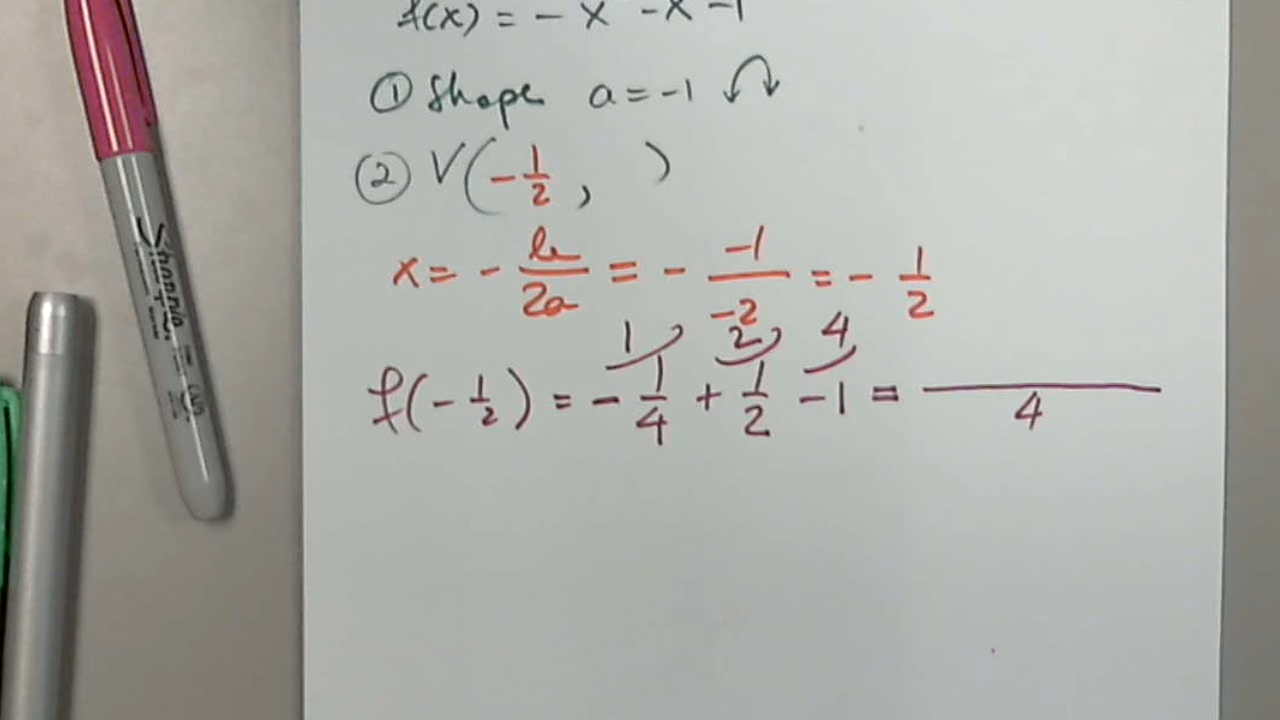 f(x) = - x - x - 1
① Shape a = -1
② V(-1/2, )
x = - b/2a = - -1/-2 = - 1/2
1 2 4
f(-1/2) = - 1/4 + 1/2 - 1 = /4
Sharpie